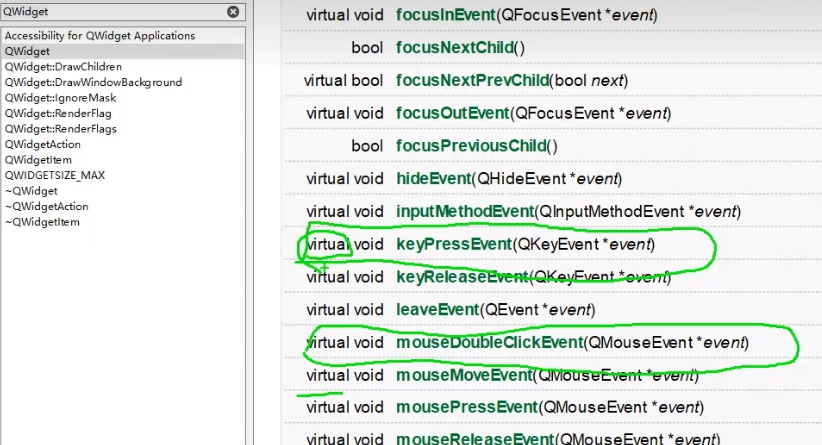 QWidget
Accessibility for QWidget Applications
QWidget
QWidget::DrawChildren
QWidget::DrawWindowBackground
QWidget::IgnoreMask
QWidget::RenderFlag
QWidget::RenderFlags
QWidgetAction
QWidgetItem
QWIDGETSIZE_MAX
~QWidget
~QWidgetAction
~QWidgetItem
virtual void focusInEvent(QFocusEvent *event)
bool focusNextChild()
virtual bool focusNextPrevChild(bool next)
virtual void focusOutEvent(QFocusEvent *event)
bool focusPreviousChild()
virtual void hideEvent(QHideEvent *event)
virtual void inputMethodEvent(QInputMethodEvent *event)
virtual void keyPressEvent(QKeyEvent *event)
virtual void keyReleaseEvent(QKeyEvent *event)
virtual void leaveEvent(QEvent *event)
virtual void mouseDoubleClickEvent(QMouseEvent *event)
virtual void mouseMoveEvent(QMouseEvent *event)
virtual void mousePressEvent(QMouseEvent *event)
virtual void mouseReleaseEvent(QMouseEvent *event)